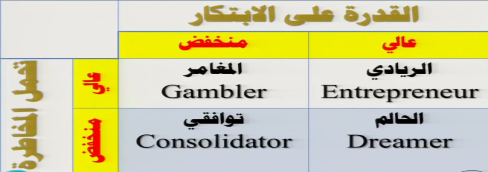 القدرة على الابتكار
عالي منخفض
تحمل المخاطرة
عالي
الريادي المغامر
Entrepreneur Gambler
منخفض
الحالم توافقي
Dreamer Consolidator